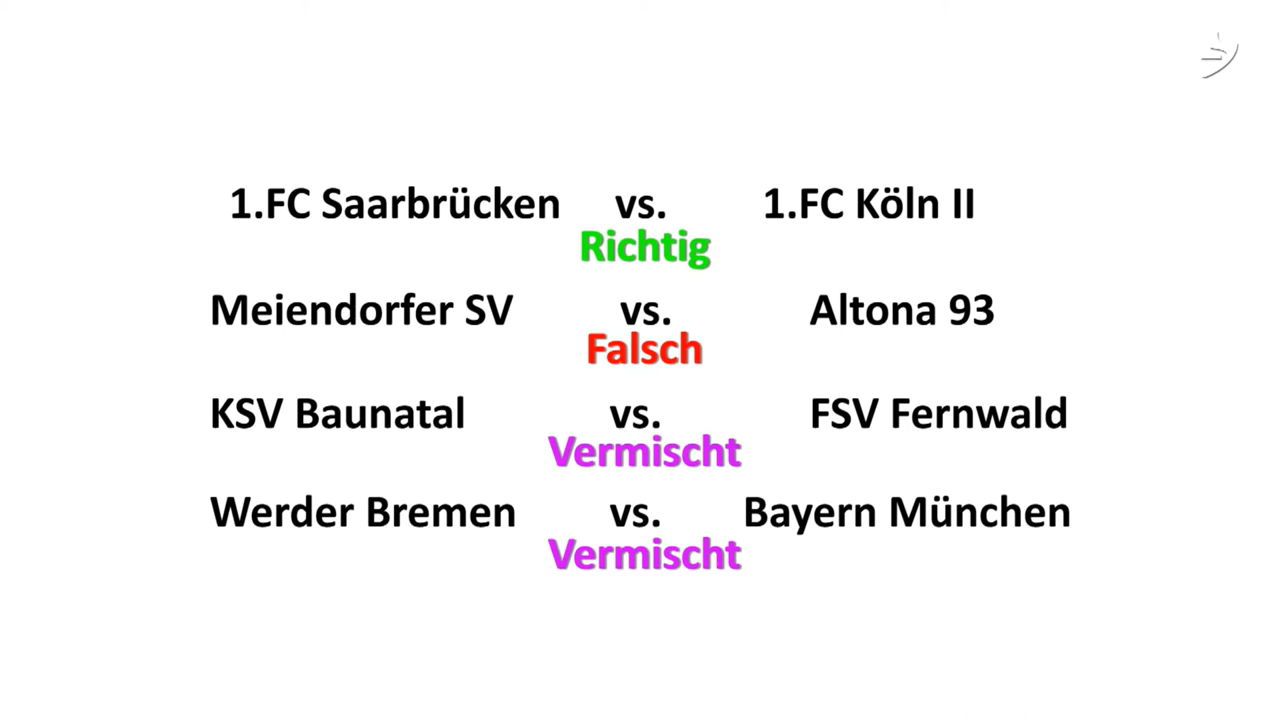 1.FC Saarbrücken vs. 1.FC Köln II
Richtig
Meiendorfer SV vs. Altona 93
Falsch
KSV Baunatal vs. FSV Fernwald
Vermischt
Werder Bremen vs. Bayern München
Vermischt